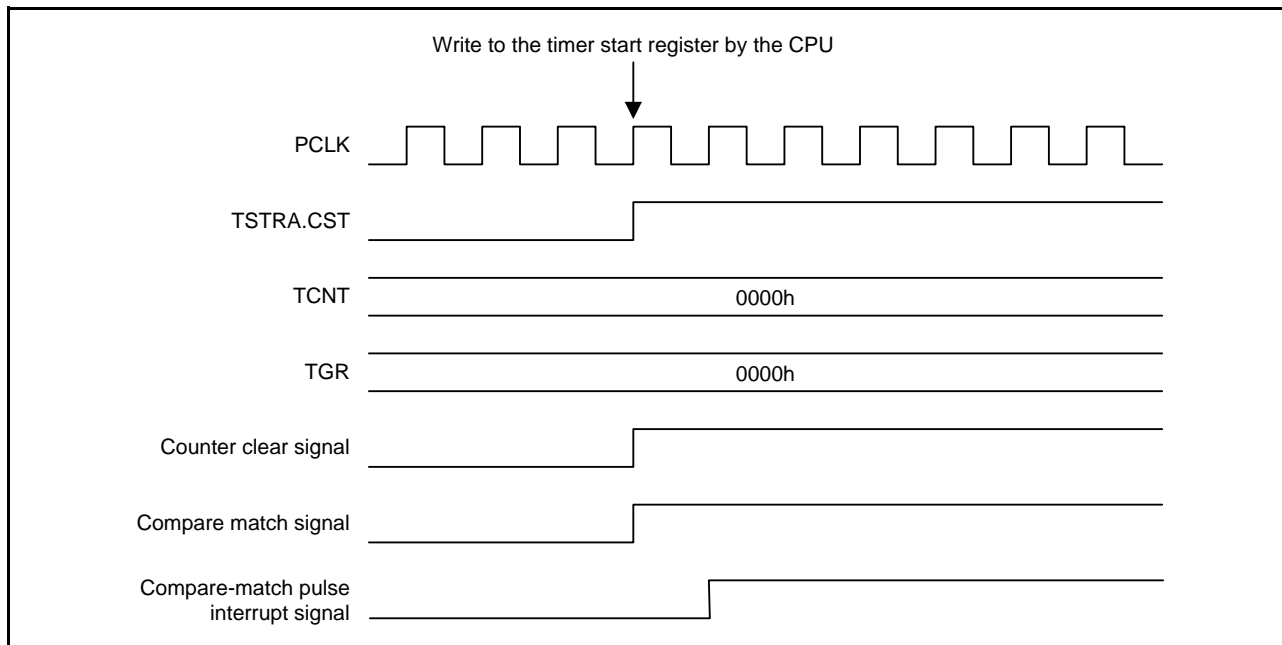 Write to the timer start register by the CPU
PCLK
TSTRA.CST
TCNT
0000h
TGR
0000h
Counter clear signal
Compare match signal
Compare-match pulse
interrupt signal